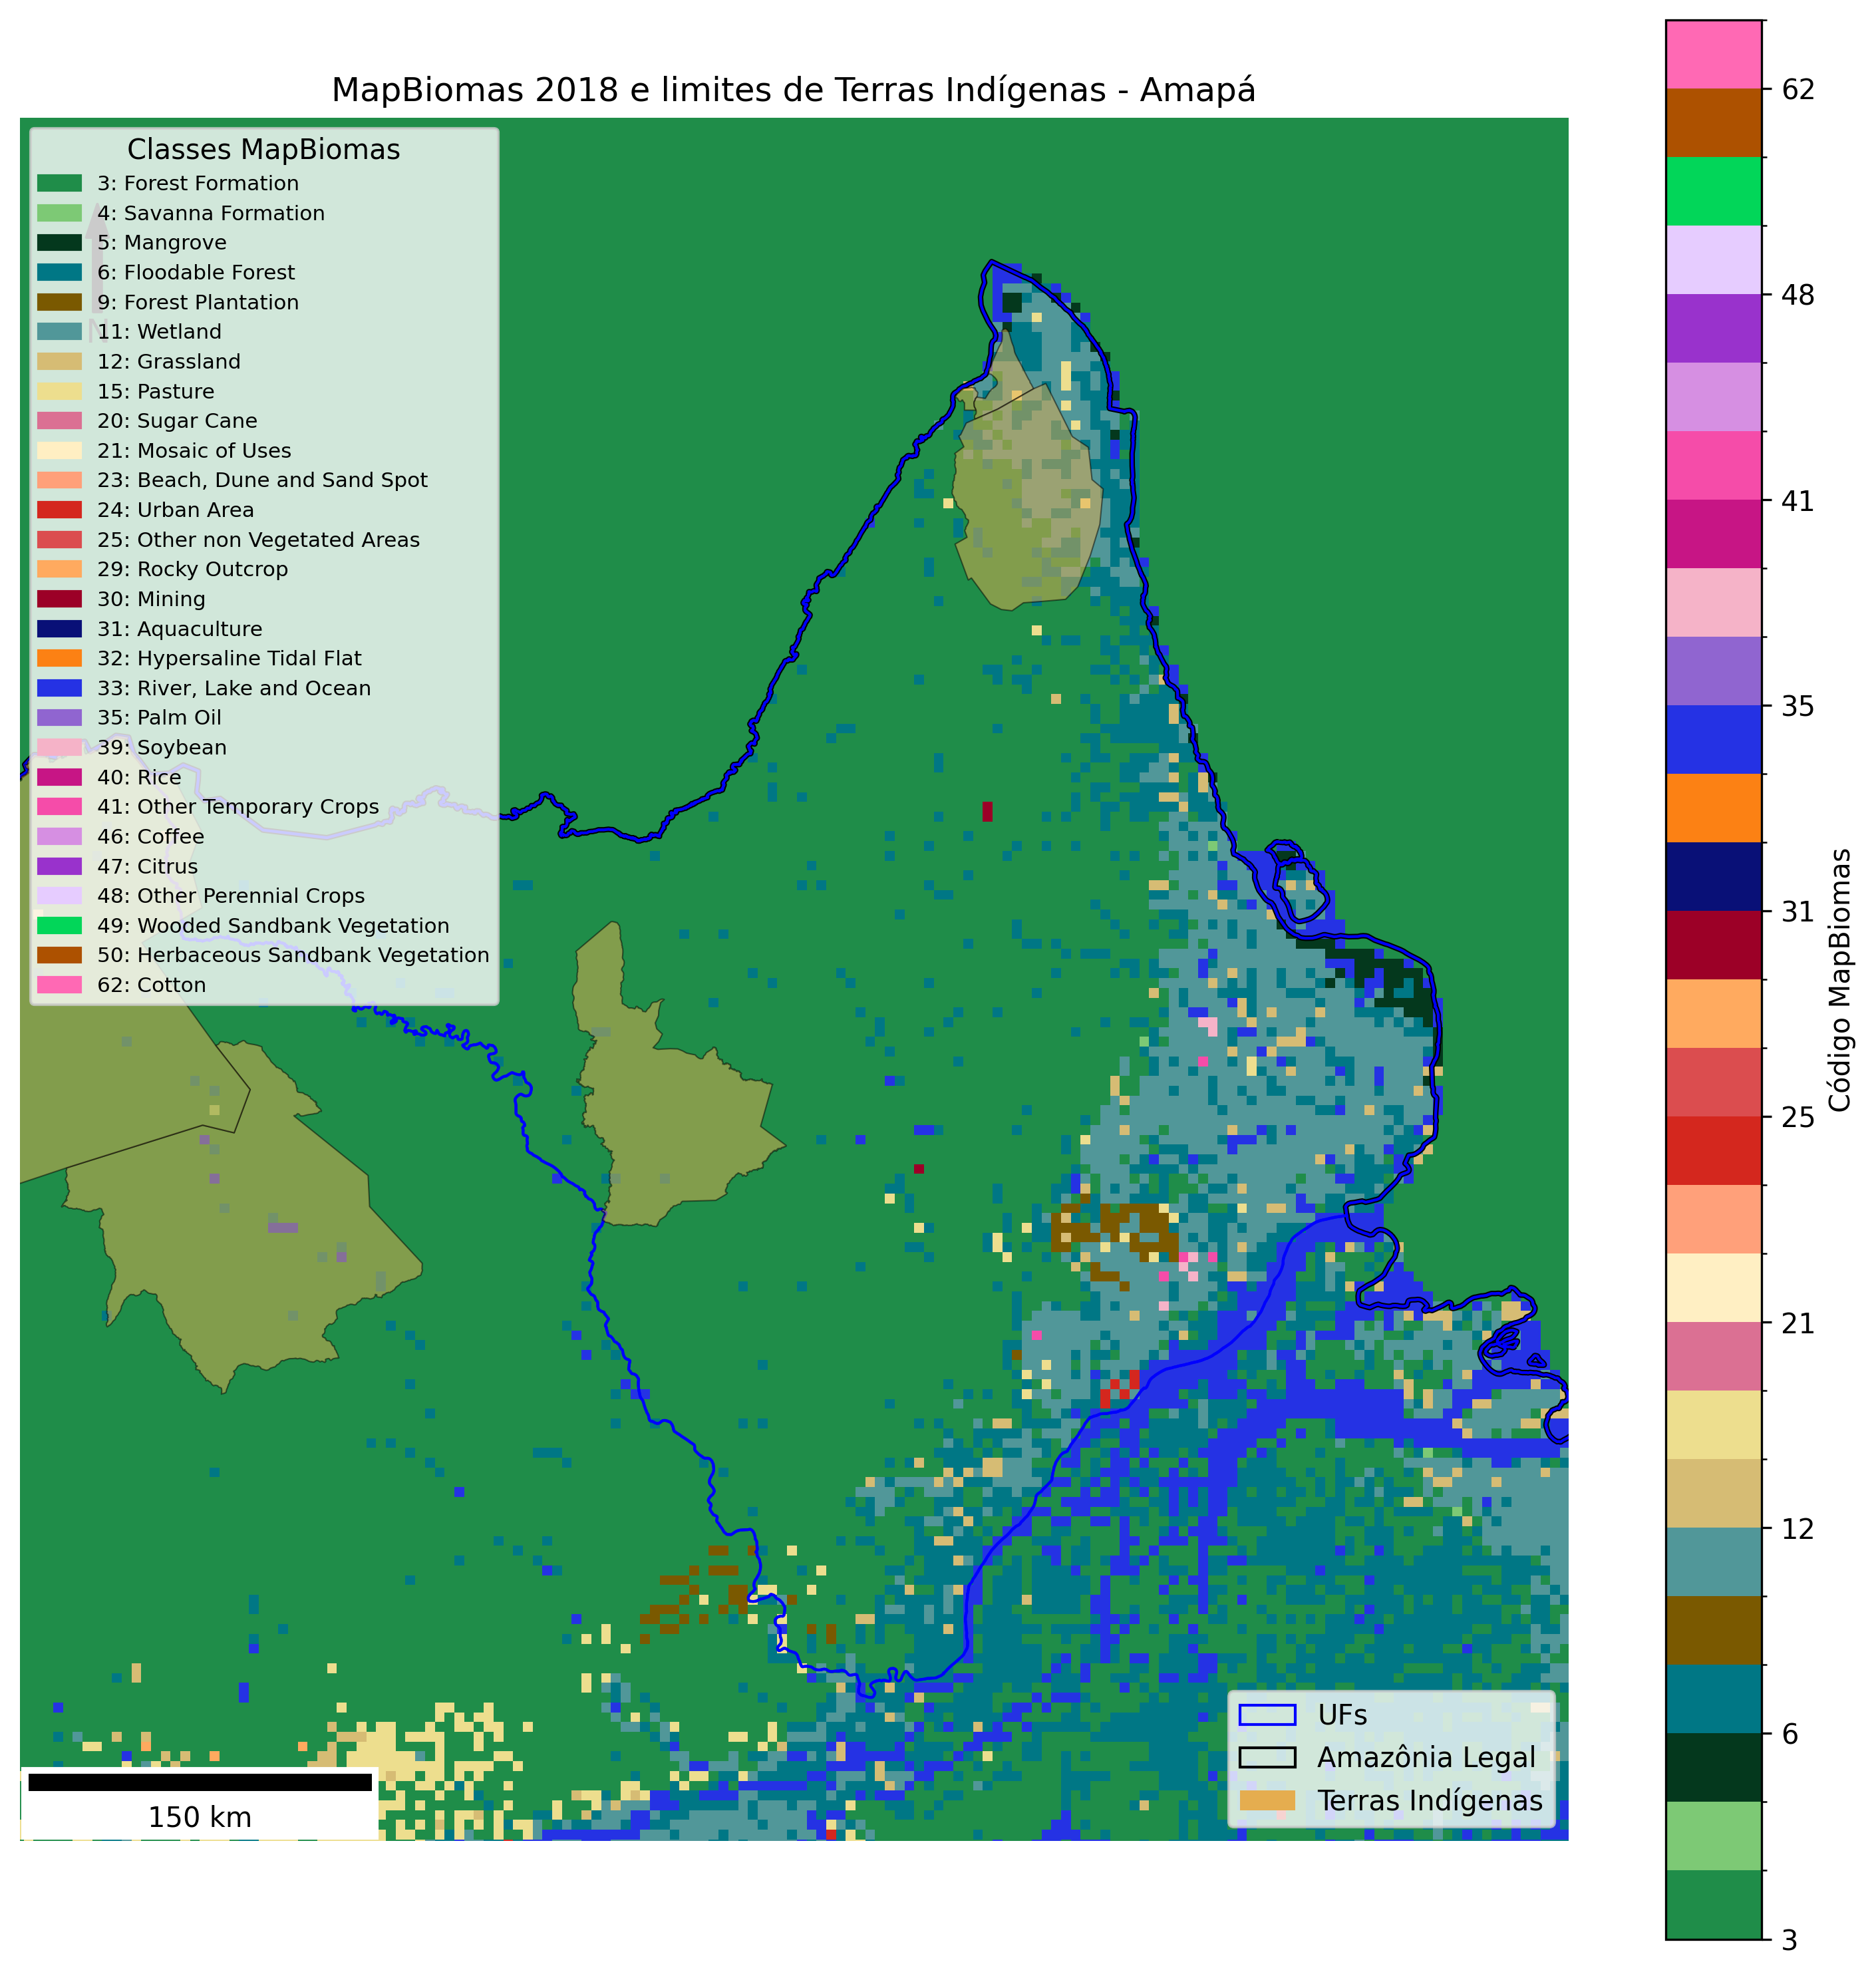 MapBiomas 2018 e limites de Terras Indígenas - Amapá
Classes MapBiomas
3: Forest Formation
4: Savanna Formation
5: Mangrove
6: Floodable Forest
9: Forest Plantation
11: Wetland
12: Grassland
15: Pasture
20: Sugar Cane
21: Mosaic of Uses
23: Beach, Dune and Sand Spot
24: Urban Area
25: Other non Vegetated Areas
29: Rocky Outcrop
30: Mining
31: Aquaculture
32: Hypersaline Tidal Flat
33: River, Lake and Ocean
35: Palm Oil
39: Soybean
40: Rice
41: Other Temporary Crops
46: Coffee
47: Citrus
48: Other Perennial Crops
49: Wooded Sandbank Vegetation
50: Herbaceous Sandbank Vegetation
62: Cotton
N
150 km
UFs
Amazônia Legal
Terras Indígenas
62
48
41
35
31
25
21
12
6
3
Código MapBiomas